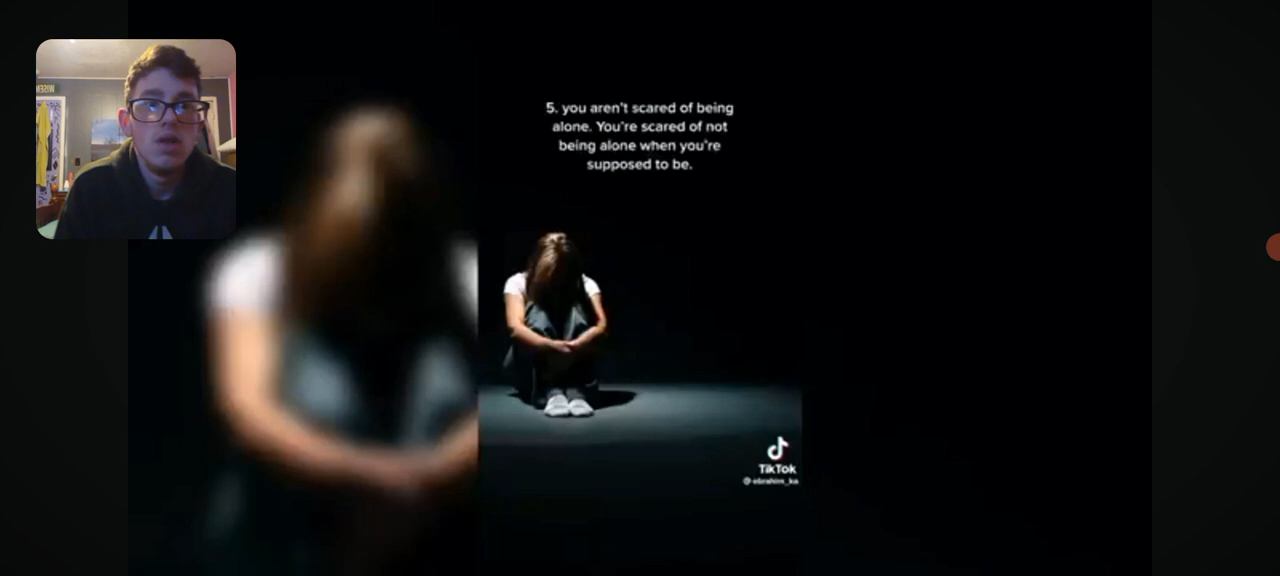 5. you aren't scared of being
alone. You're scared of not
being alone when you're
supposed to be.
TikTok
@ebrahim_ka